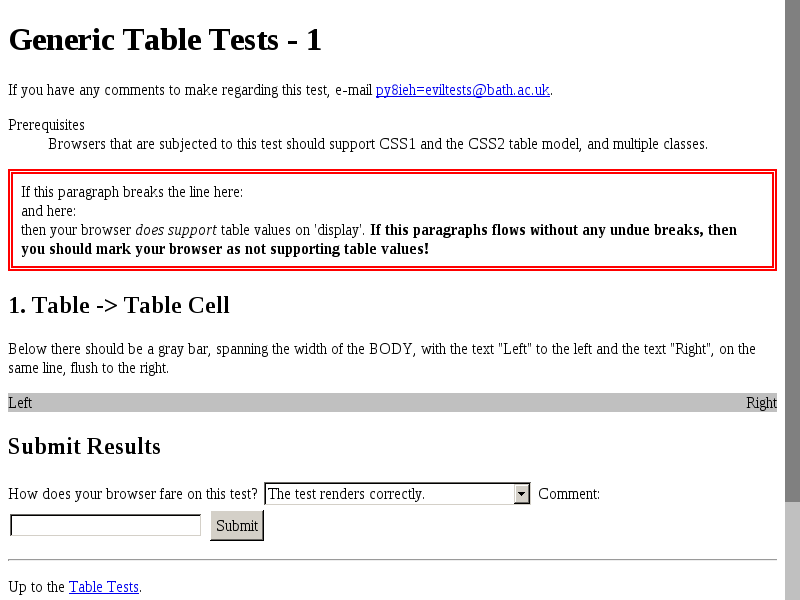 Generic Table Tests - 1
If you have any comments to make regarding this test, e-mail py8ieh=eviltests@bath.ac.uk.
Prerequisites
Browsers that are subjected to this test should support CSS1 and the CSS2 table model, and multiple classes.
If this paragraph breaks the line here:
and here:
then your browser does support table values on 'display'. If this paragraphs flows without any undue breaks, then
you should mark your browser as not supporting table values!
1. Table -> Table Cell
Below there should be a gray bar, spanning the width of the BODY, with the text "Left" to the left and the text "Right", on the
same line, flush to the right.
Left Right
Submit Results
How does your browser fare on this test? The test renders correctly. Comment:
Submit
Up to the Table Tests.